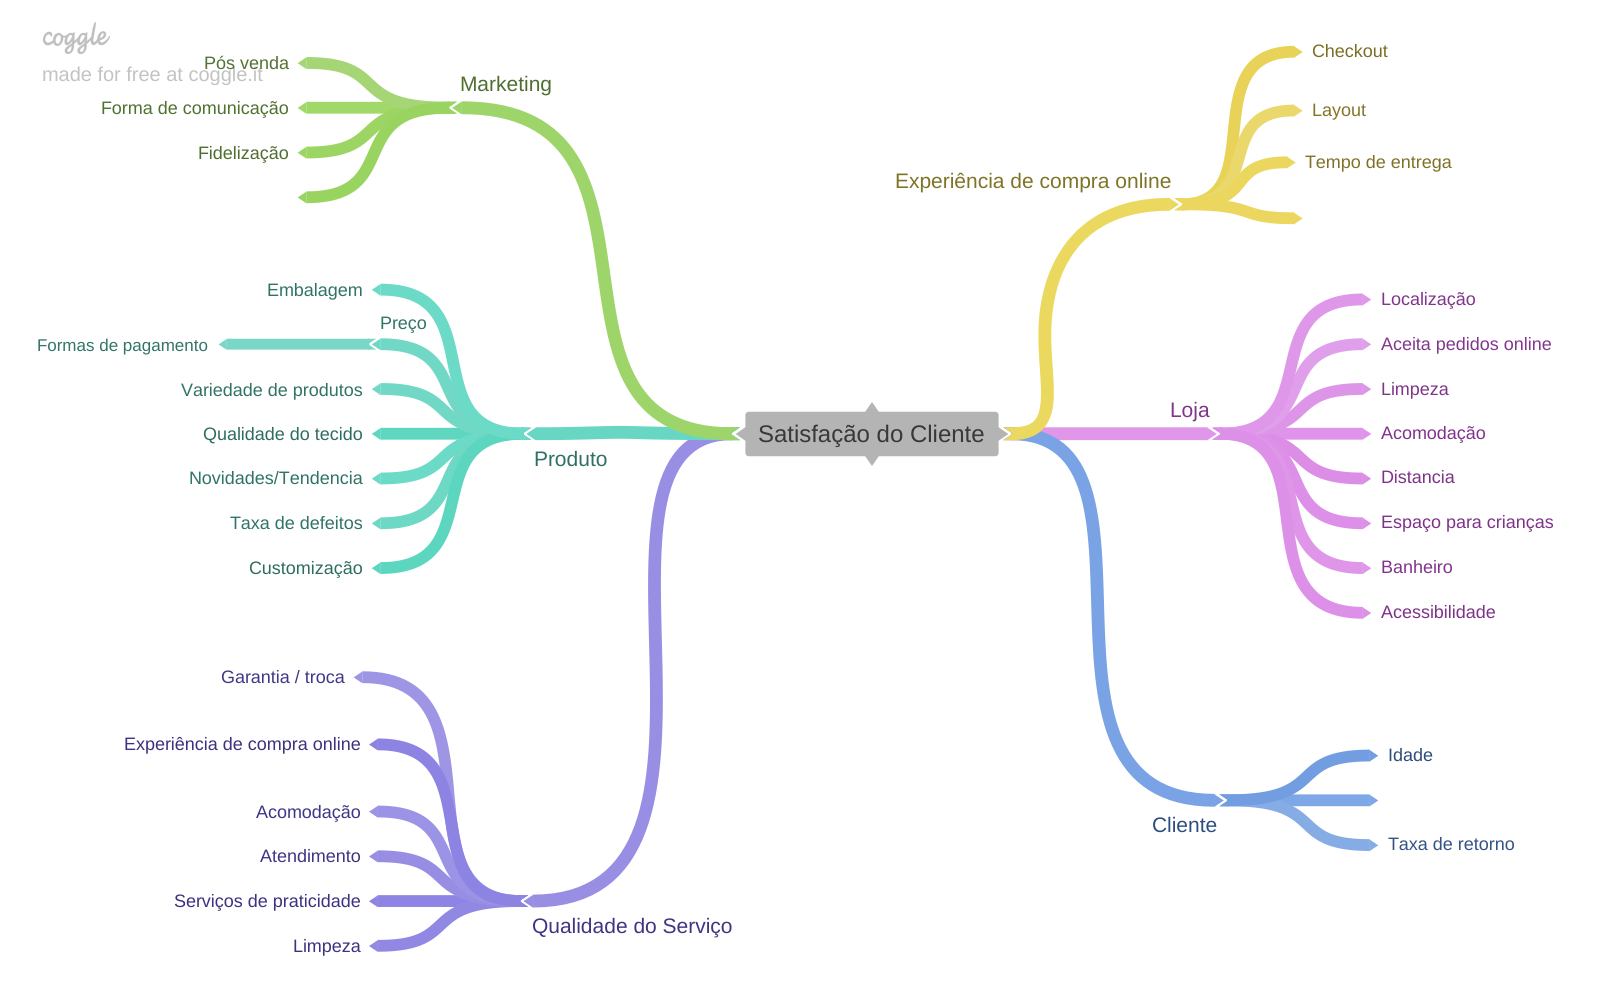 coggle
made for free at coggle.it
Marketing
Pós venda
Forma de comunicação
Fidelização
Produto
Embalagem
Preço
Formas de pagamento
Variedade de produtos
Qualidade do tecido
Novidades/Tendencia
Taxa de defeitos
Customização
Qualidade do Serviço
Garantia / troca
Experiência de compra online
Acomodação
Atendimento
Serviços de praticidade
Limpeza
Satisfação do Cliente
Experiência de compra online
Checkout
Layout
Tempo de entrega
Loja
Localização
Aceita pedidos online
Limpeza
Acomodação
Distancia
Espaço para crianças
Banheiro
Acessibilidade
Cliente
Idade
Taxa de retorno